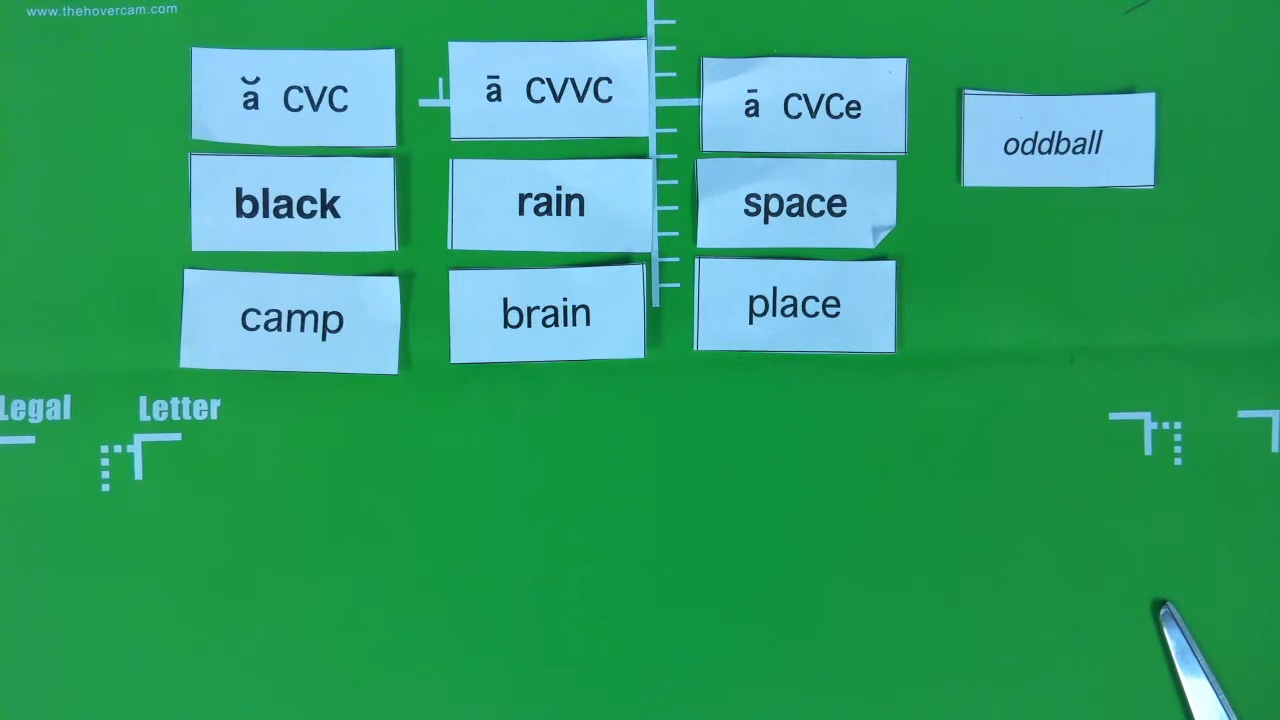 www.thehovercam.com
ă CVC
ā CVVC
ā CVCe
oddball
black
rain
space
camp
brain
place
Legal
Letter